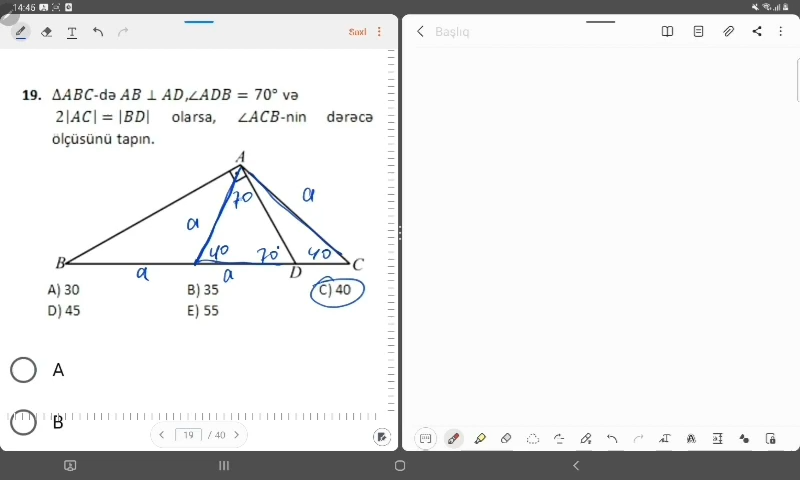 14:46
Saxl
19. ΔABC-də AB ⊥ AD,∠ADB = 70° və
2|AC| = |BD| olarsa, ∠ACB-nin dərəcə
ölçüsünü tapın.
A
70
a
a
B
40
70°
40
C
a
a
D
A) 30
B) 35
C) 40
D) 45
E) 55
A
B
19 / 40
Başlıq